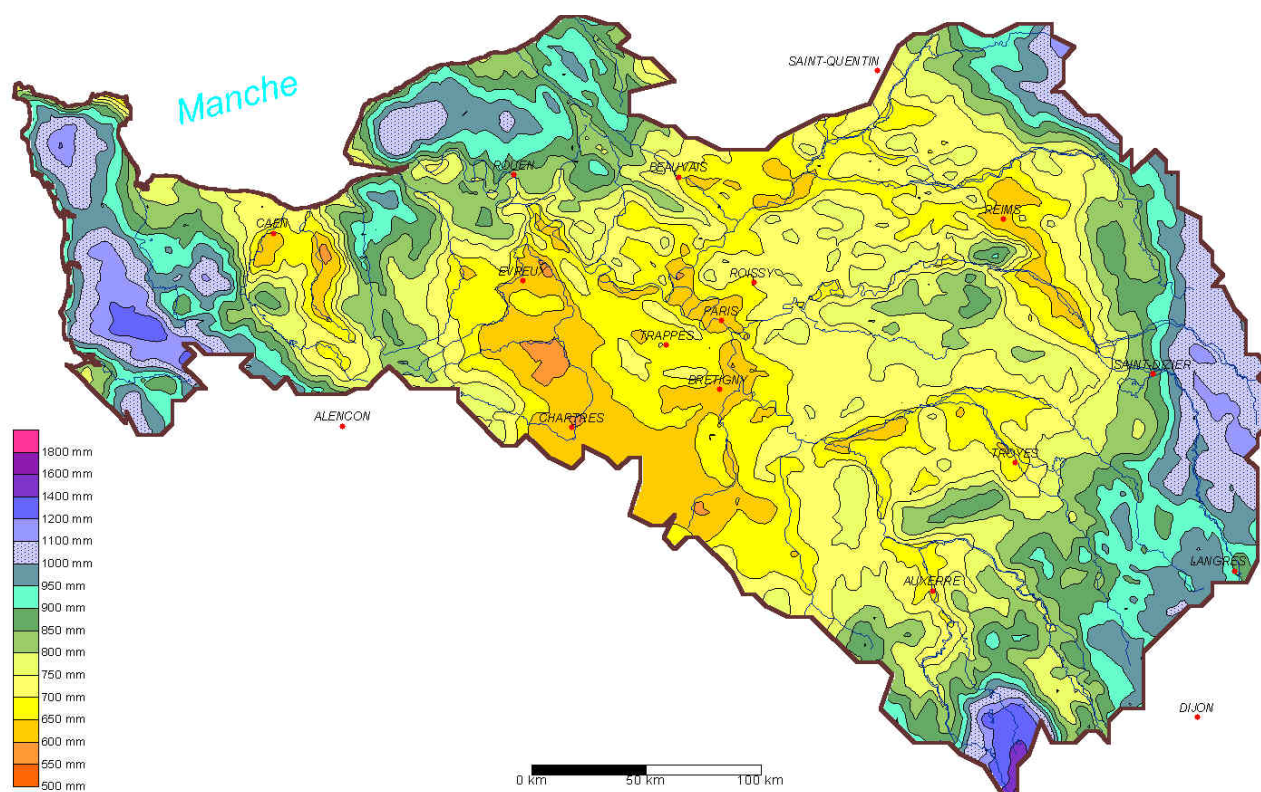 Manche
SAINT-QUENTIN
ROUEN
BEAUVAIS
CAEN
REIMS
EVREUX
ROISSY
PARIS
TRAPPES
SAINT-DIZIER
BRETIGNY
ALENCON
CHARTRES
TROYES
LANGRES
AUXERRE
DIJON
1800 mm
1600 mm
1400 mm
1200 mm
1100 mm
1000 mm
950 mm
900 mm
850 mm
800 mm
750 mm
700 mm
650 mm
600 mm
550 mm
500 mm
0 km 50 km 100 km